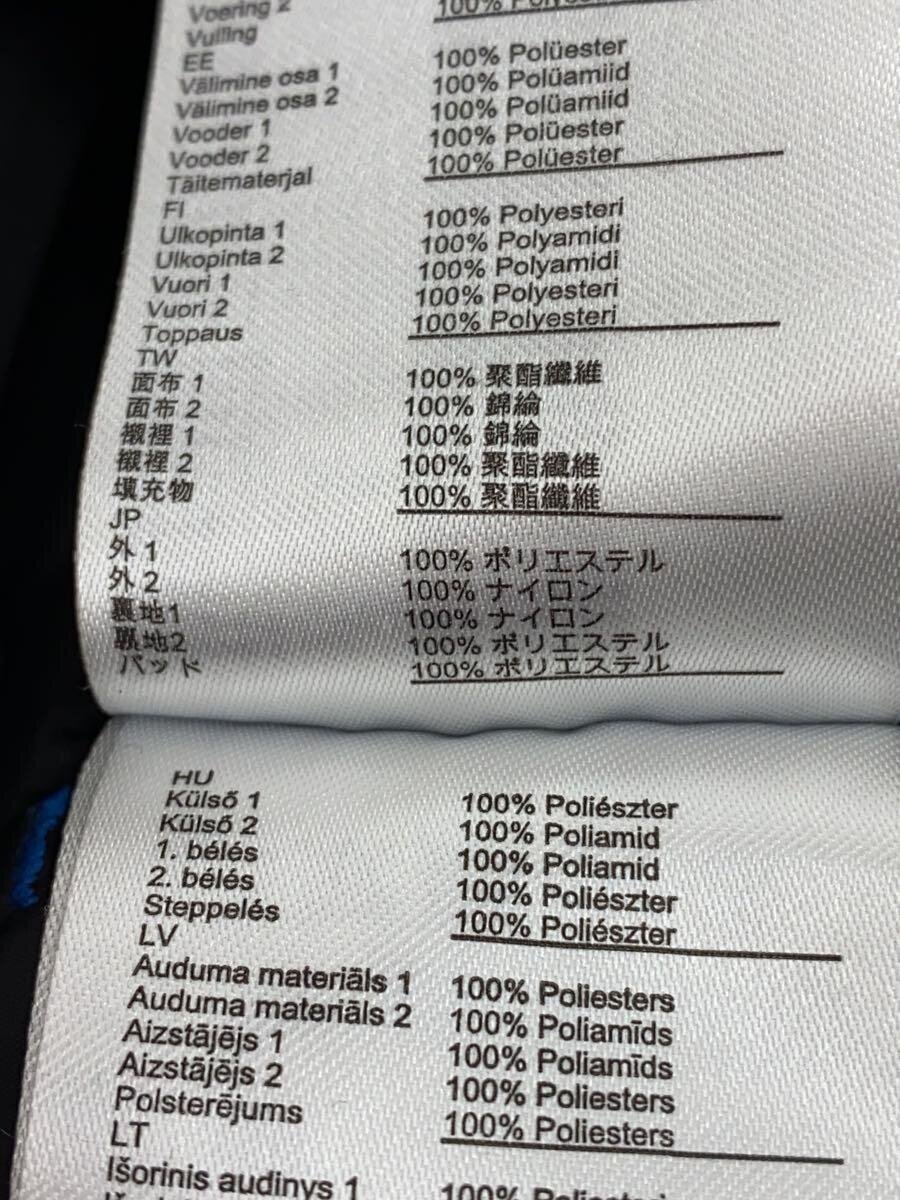 Voering 2 100% Polyester
Vulling
EE
Välimine osa 1 100% Polüester
Välimine osa 2 100% Polüamiid
Vooder 1 100% Polüamiid
Vooder 2 100% Polüester
Täitematerjal 100% Polüester
FI
Ulkopinta 1 100% Polyesteri
Ulkopinta 2 100% Polyamidi
Vuori 1 100% Polyamidi
Vuori 2 100% Polyesteri
Toppaus 100% Polyesteri
TW
面布 1 100% 聚酯纖維
面布 2 100% 錦綸
襯裡 1 100% 錦綸
襯裡 2 100% 聚酯纖維
填充物 100% 聚酯纖維
JP
外 1 100% ポリエステル
外 2 100% ナイロン
裏地1 100% ナイロン
裏地2 100% ポリエステル
パッド 100% ポリエステル
HU
Külső 1 100% Poliészter
Külső 2 100% Poliamid
1. bélés 100% Poliamid
2. bélés 100% Poliészter
Steppelés 100% Poliészter
LV
Auduma materiāls 1 100% Poliesters
Auduma materiāls 2 100% Poliamīds
Aizstājējs 1 100% Poliamīds
Aizstājējs 2 100% Poliesters
Polsterējums 100% Poliesters
LT
Išorinis audinys 1 100%